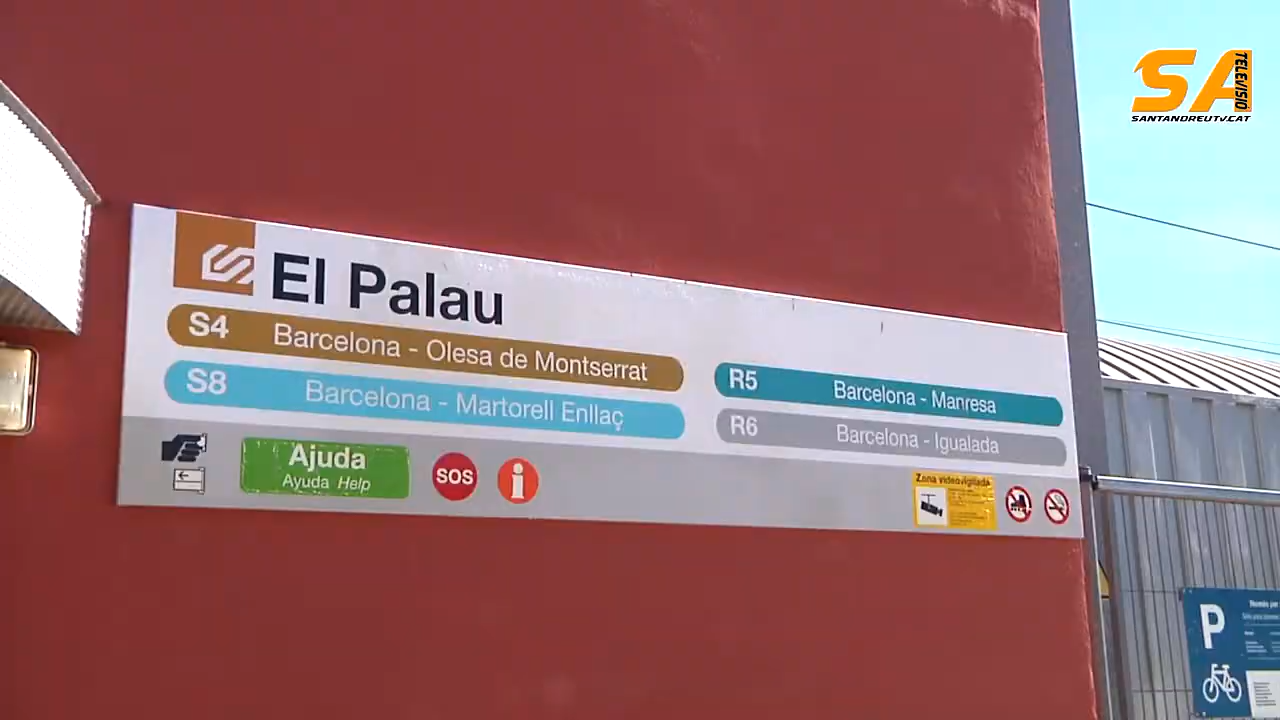 SA
TELEVISIÓ
SANTANDREUTV.CAT
El Palau
S4 Barcelona - Olesa de Montserrat
S8 Barcelona - Martorell Enllaç
R5 Barcelona - Manresa
R6 Barcelona - Igualada
Ajuda
Ayuda Help
SOS
i
Zona videovigilada
P